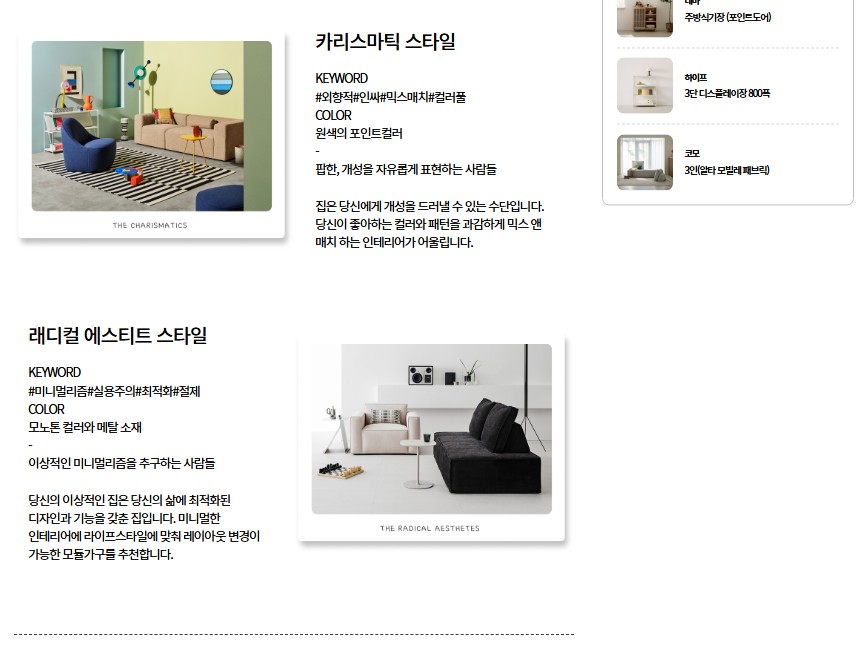 카리스마틱 스타일
KEYWORD
#외향적#인싸#믹스매치#컬러풀
COLOR
원색의 포인트컬러
-
팝한, 개성을 자유롭게 표현하는 사람들
집은 당신에게 개성을 드러낼 수 있는 수단입니다.
당신이 좋아하는 컬러와 패턴을 과감하게 믹스 앤
매치 하는 인테리어가 어울립니다.
THE CHARISMATICS
래디컬 에스티트 스타일
KEYWORD
#미니멀리즘#실용주의#최적화#절제
COLOR
모노톤 컬러와 메탈 소재
-
이상적인 미니멀리즘을 추구하는 사람들
당신의 이상적인 집은 당신의 삶에 최적화된
디자인과 기능을 갖춘 집입니다. 미니멀한
인테리어에 라이프스타일에 맞춰 레이아웃 변경이
가능한 모듈가구를 추천합니다.
THE RADICAL AESTHETES
주방식기장 (포인트도어)
하이프
3단 디스플레이장 800폭
코모
3인(알타 모빌레 패브릭)